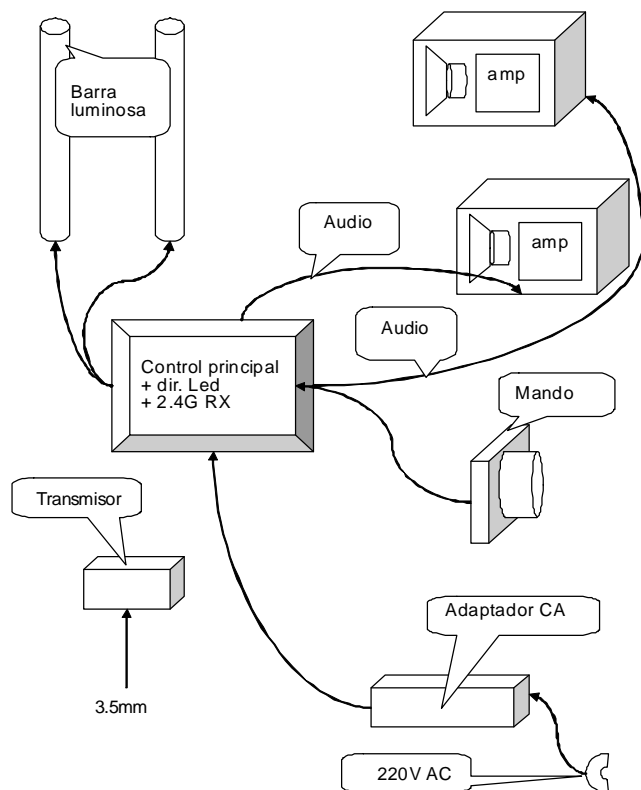 amp
Barra
luminosa
Audio
amp
Audio
Control principal
+ dir. Led
+ 2.4G RX
Mando
Transmisor
Adaptador CA
3.5mm
220V AC